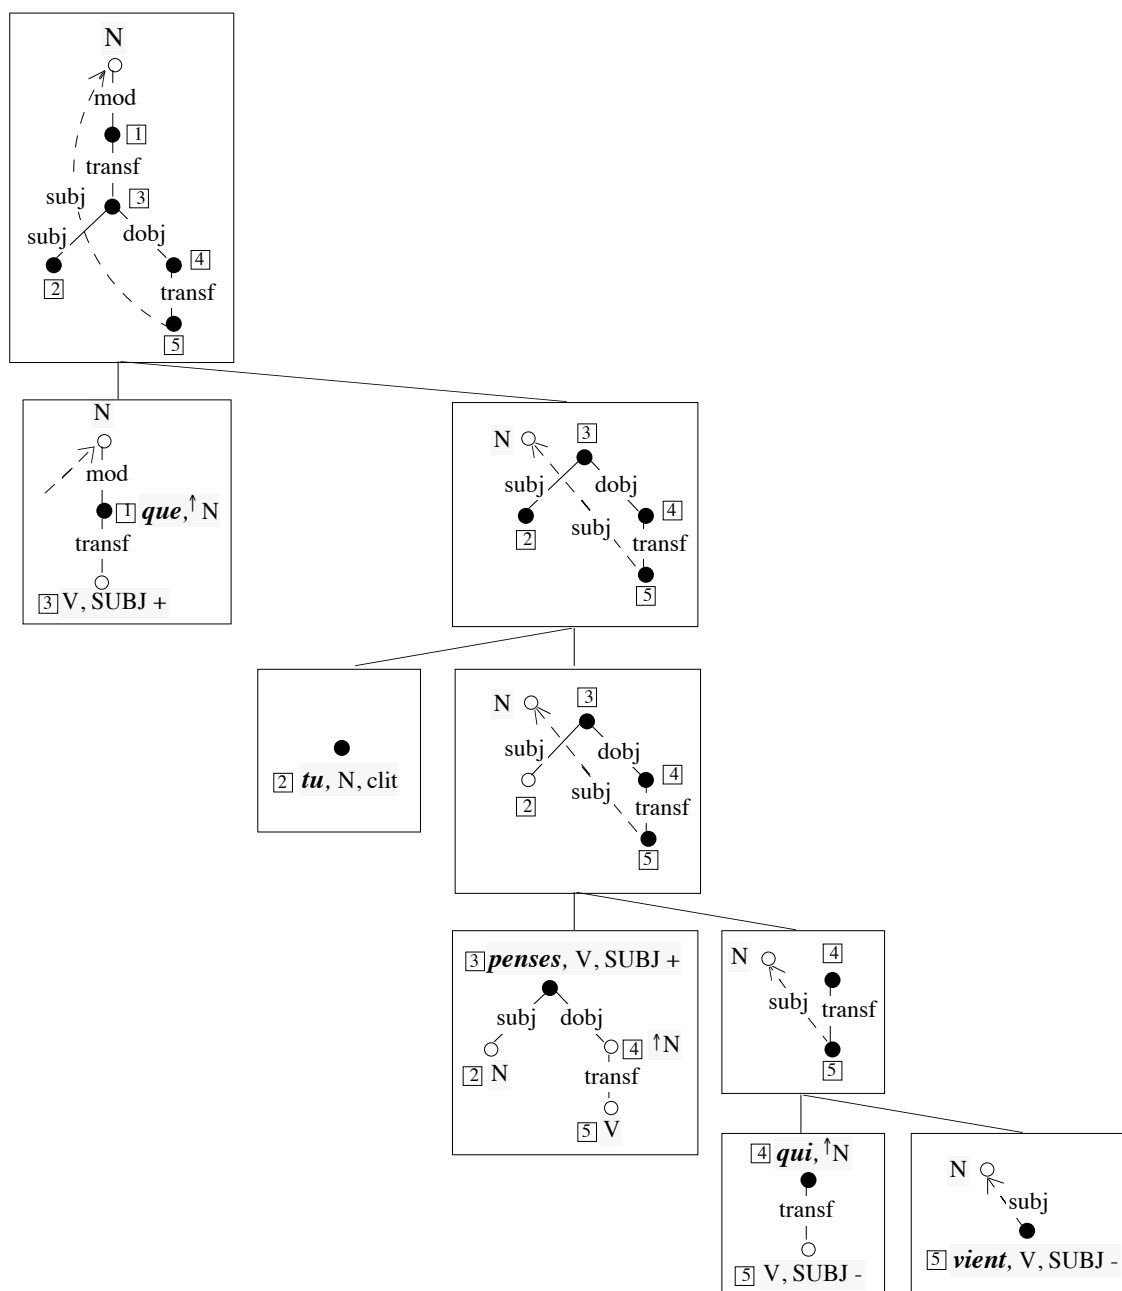 N
mod
1
transf
subj
3
subj
dobj
4
2
transf
5
N
mod
1 que, ↑N
transf
3 V, SUBJ +
N
3
subj
dobj
4
2
subj
transf
5
2 tu, N, clit
N
3
subj
dobj
4
2
subj
transf
5
3 penses, V, SUBJ +
subj
dobj
4 ↑N
2 N
transf
5 V
N
4
subj
transf
5
4 qui, ↑N
transf
5 V, SUBJ -
N
subj
5 vient, V, SUBJ -